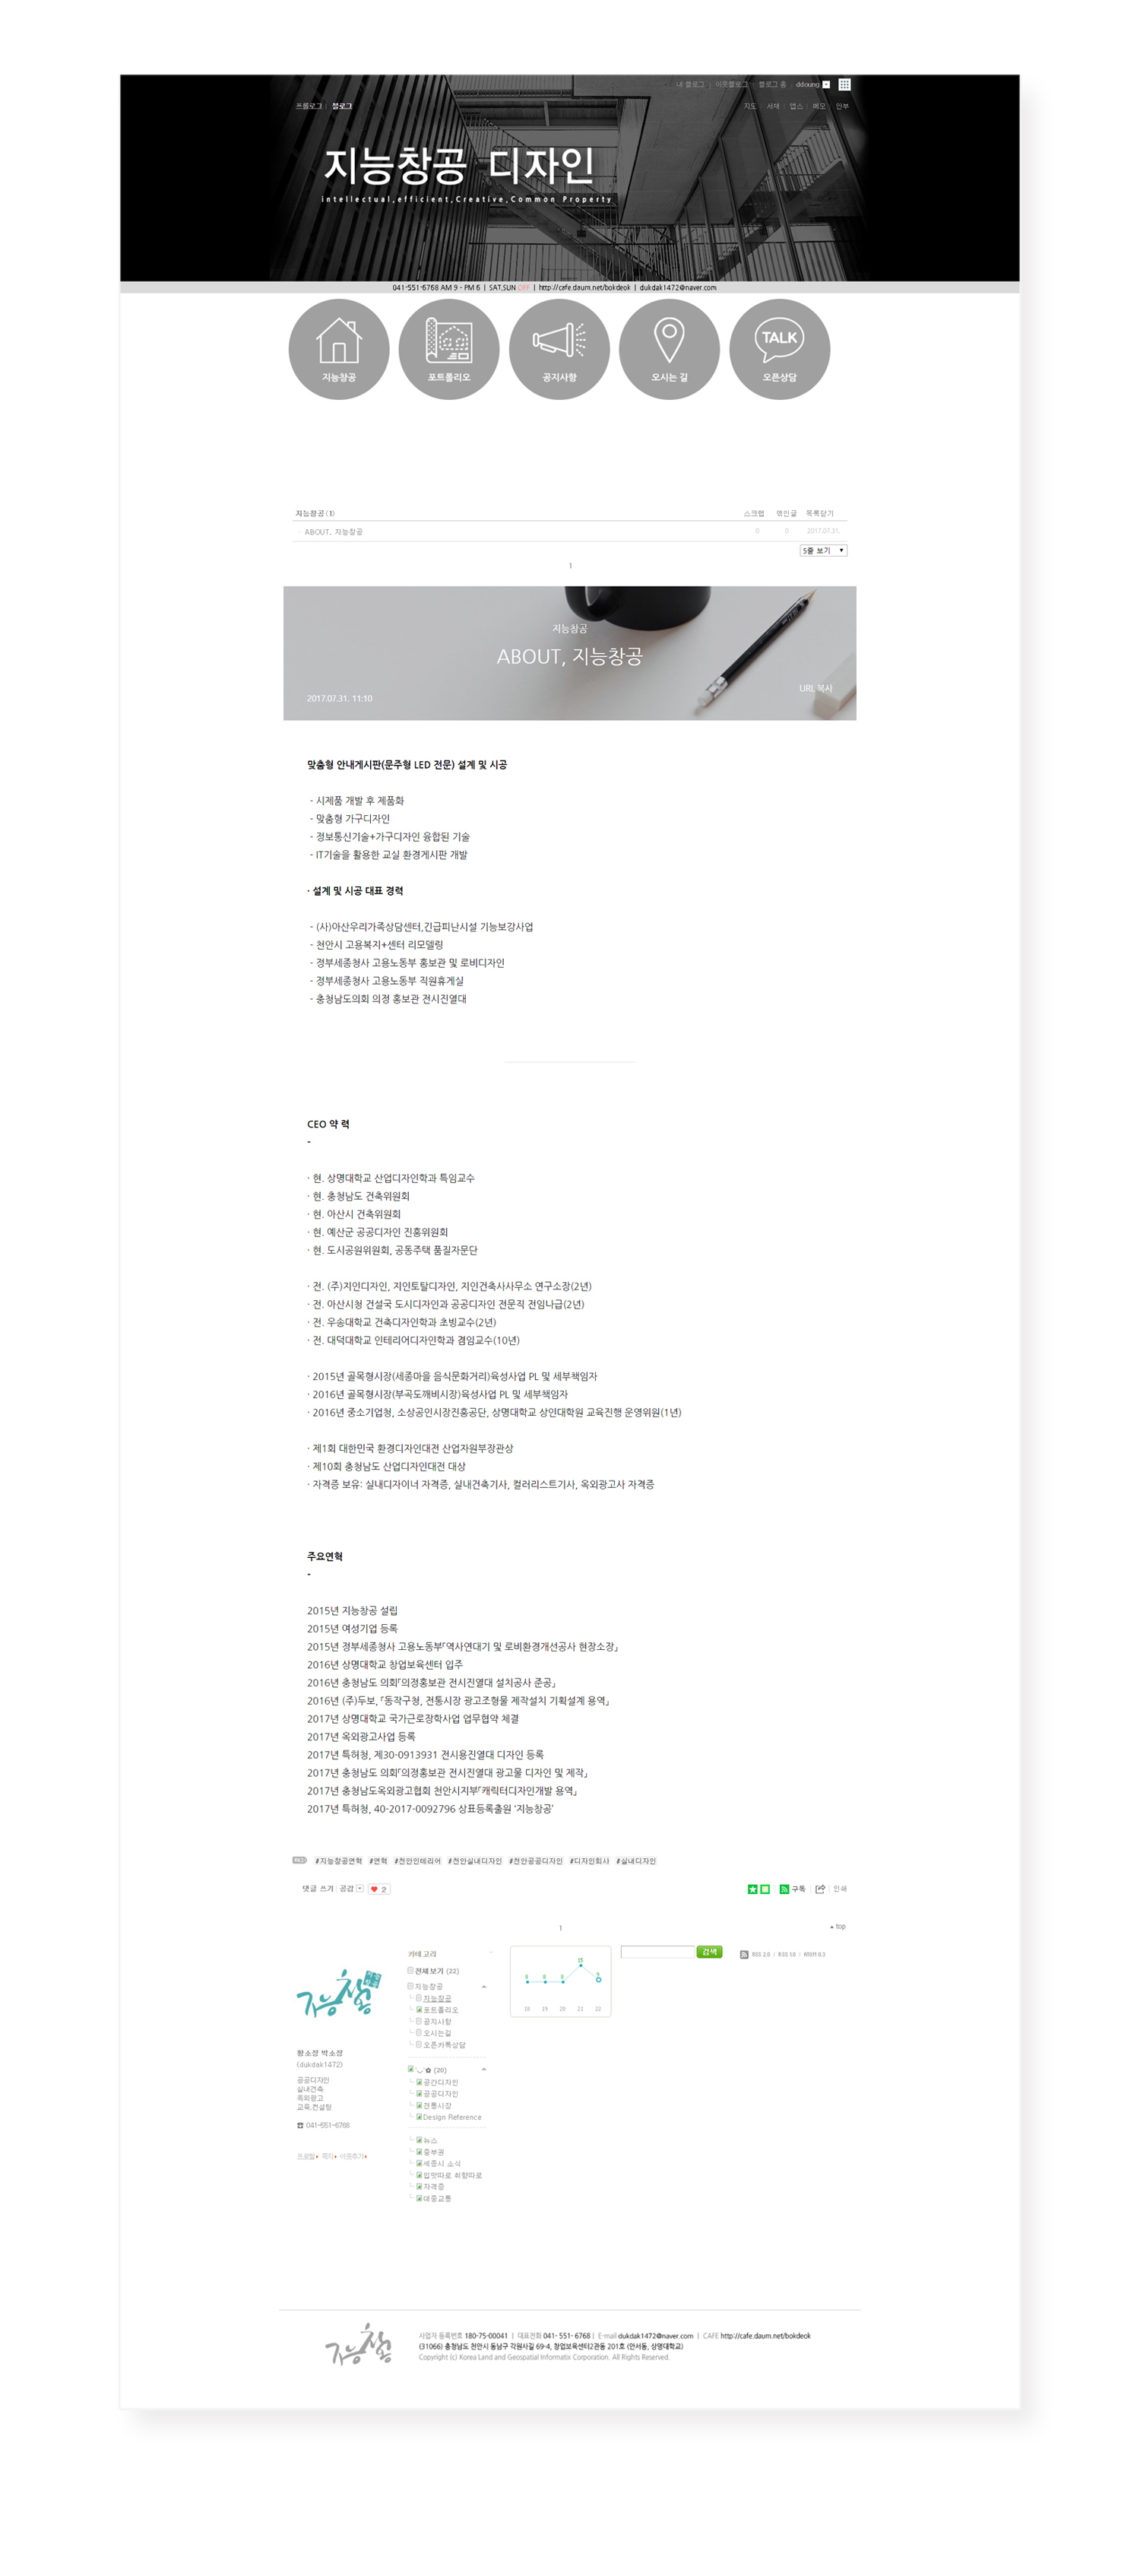 내 블로그 | 이웃블로그 | 블로그 홈 | ddoung
프롤로그 | 블로그
지도 | 서재 | 앱스 | 메모 | 안부
지능창공 디자인
intellectual,efficient,Creative,Common Property
041-551-6768 AM 9 - PM 6 | SAT,SUN OFF | http://cafe.daum.net/bokdeok | dukdak1472@naver.com
지능창공
포트폴리오
공지사항
오시는 길
TALK
오픈상담
지능창공 (1)
스크랩 엮인글 목록닫기
ABOUT, 지능창공 0 0 2017.07.31.
5줄 보기
1
지능창공
ABOUT, 지능창공
URL 복사
2017.07.31. 11:10
맞춤형 안내게시판(문주형 LED 전문) 설계 및 시공
- 시제품 개발 후 제품화
- 맞춤형 가구디자인
- 정보통신기술+가구디자인 융합된 기술
- IT기술을 활용한 교실 환경게시판 개발
· 설계 및 시공 대표 경력
- (사)아산우리가족상담센터,긴급피난시설 기능보강사업
- 천안시 고용복지+센터 리모델링
- 정부세종청사 고용노동부 홍보관 및 로비디자인
- 정부세종청사 고용노동부 직원휴게실
- 충청남도의회 의정 홍보관 전시진열대
CEO 약 력
-
· 현. 상명대학교 산업디자인학과 특임교수
· 현. 충청남도 건축위원회
· 현. 아산시 건축위원회
· 현. 예산군 공공디자인 진흥위원회
· 현. 도시공원위원회, 공동주택 품질자문단
· 전. (주)지인디자인, 지인토탈디자인, 지인건축사사무소 연구소장(2년)
· 전. 아산시청 건설국 도시디자인과 공공디자인 전문직 전임나급(2년)
· 전. 우송대학교 건축디자인학과 초빙교수(2년)
· 전. 대덕대학교 인테리어디자인학과 겸임교수(10년)
· 2015년 골목형시장(세종마을 음식문화거리)육성사업 PL 및 세부책임자
· 2016년 골목형시장(부곡도깨비시장)육성사업 PL 및 세부책임자
· 2016년 중소기업청, 소상공인시장진흥공단, 상명대학교 상인대학원 교육진행 운영위원(1년)
· 제1회 대한민국 환경디자인대전 산업자원부장관상
· 제10회 충청남도 산업디자인대전 대상
· 자격증 보유: 실내디자이너 자격증, 실내건축기사, 컬러리스트기사, 옥외광고사 자격증
주요연혁
-
2015년 지능창공 설립
2015년 여성기업 등록
2015년 정부세종청사 고용노동부「역사연대기 및 로비환경개선공사 현장소장」
2016년 상명대학교 창업보육센터 입주
2016년 충청남도 의회「의정홍보관 전시진열대 설치공사 준공」
2016년 (주)두보, 「동작구청, 전통시장 광고조형물 제작설치 기획설계 용역」
2017년 상명대학교 국가근로장학사업 업무협약 체결
2017년 옥외광고사업 등록
2017년 특허청, 제30-0913931 전시용진열대 디자인 등록
2017년 충청남도 의회「의정홍보관 전시진열대 광고물 디자인 및 제작」
2017년 충청남도옥외광고협회 천안시지부「캐릭터디자인개발 용역」
2017년 특허청, 40-2017-0092796 상표등록출원 '지능창공'
#지능창공연혁 #연혁 #천안인테리어 #천안실내디자인 #천안공공디자인 #디자인회사 #실내디자인
댓글 쓰기 공감 2
구독 인쇄
1
top
지능창공
황소장 박소장
(dukdak1472)
공공디자인
실내건축
옥외광고
교육,컨설팅
☎ 041-551-6768
프로필 쪽지 이웃추가
카테고리
전체보기 (22)
지능창공
지능창공
포트폴리오
공지사항
오시는길
오픈카톡상담
(20)
공간디자인
공공디자인
전통시장
Design Reference
뉴스
중부권
세종시 소식
입맛따로 취향따로
자격증
대중교통
15
18 19 20 21 22
검색
RSS 2.0 | RSS 1.0 | ATOM 0.3
지능창공
사업자 등록번호 180-75-00041 | 대표전화 041- 551- 6768 | E-mail dukdak1472@naver.com | CAFE http://cafe.daum.net/bokdeok
(31066) 충청남도 천안시 동남구 각원사길 69-4, 창업보육센터2관동 201호 (안서동, 상명대학교)
Copyright (c) Korea Land and Geospatial Informatix Corporation. All Rights Reserved.